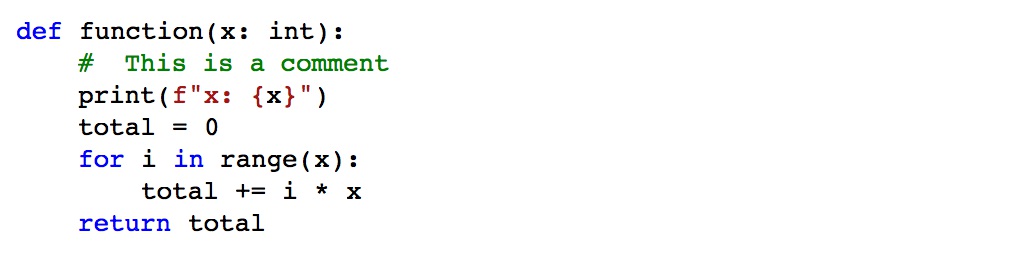 def function(x: int):
    #  This is a comment
    print(f"x: {x}")
    total = 0
    for i in range(x):
        total += i * x
    return total